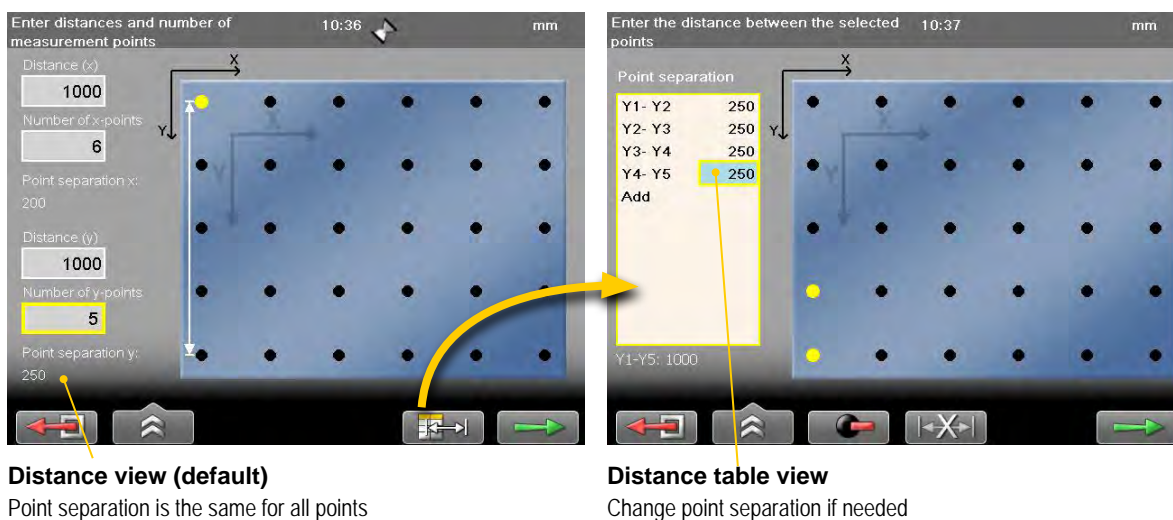 Enter distances and number of
measurement points
10:36
mm
Distance (x)
1000
Number of x-points
6
Point separation x:
200
Distance (y)
1000
Number of y-points
5
Point separation y:
250
X
Y
X
Y
Distance view (default)
Point separation is the same for all points
Enter the distance between the selected
points
10:37
mm
Point separation
Y1- Y2 250
Y2- Y3 250
Y3- Y4 250
Y4- Y5 250
Add
Y1-Y5: 1000
X
Y
X
Y
Distance table view
Change point separation if needed